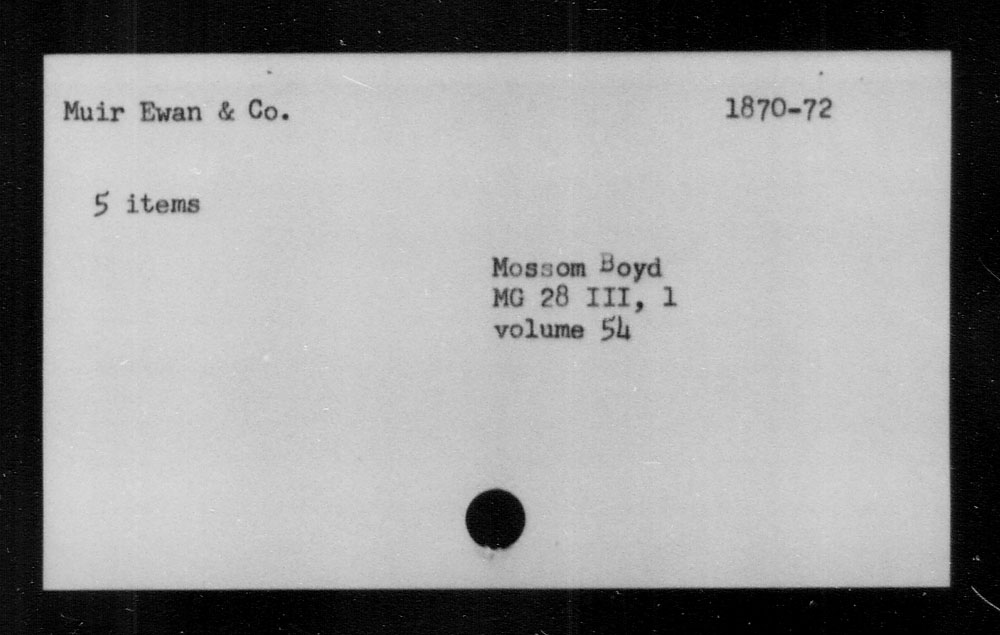 Muir Ewan & Co. 1870-72
5 items
Mossom Boyd
MG 28 III, 1
volume 54